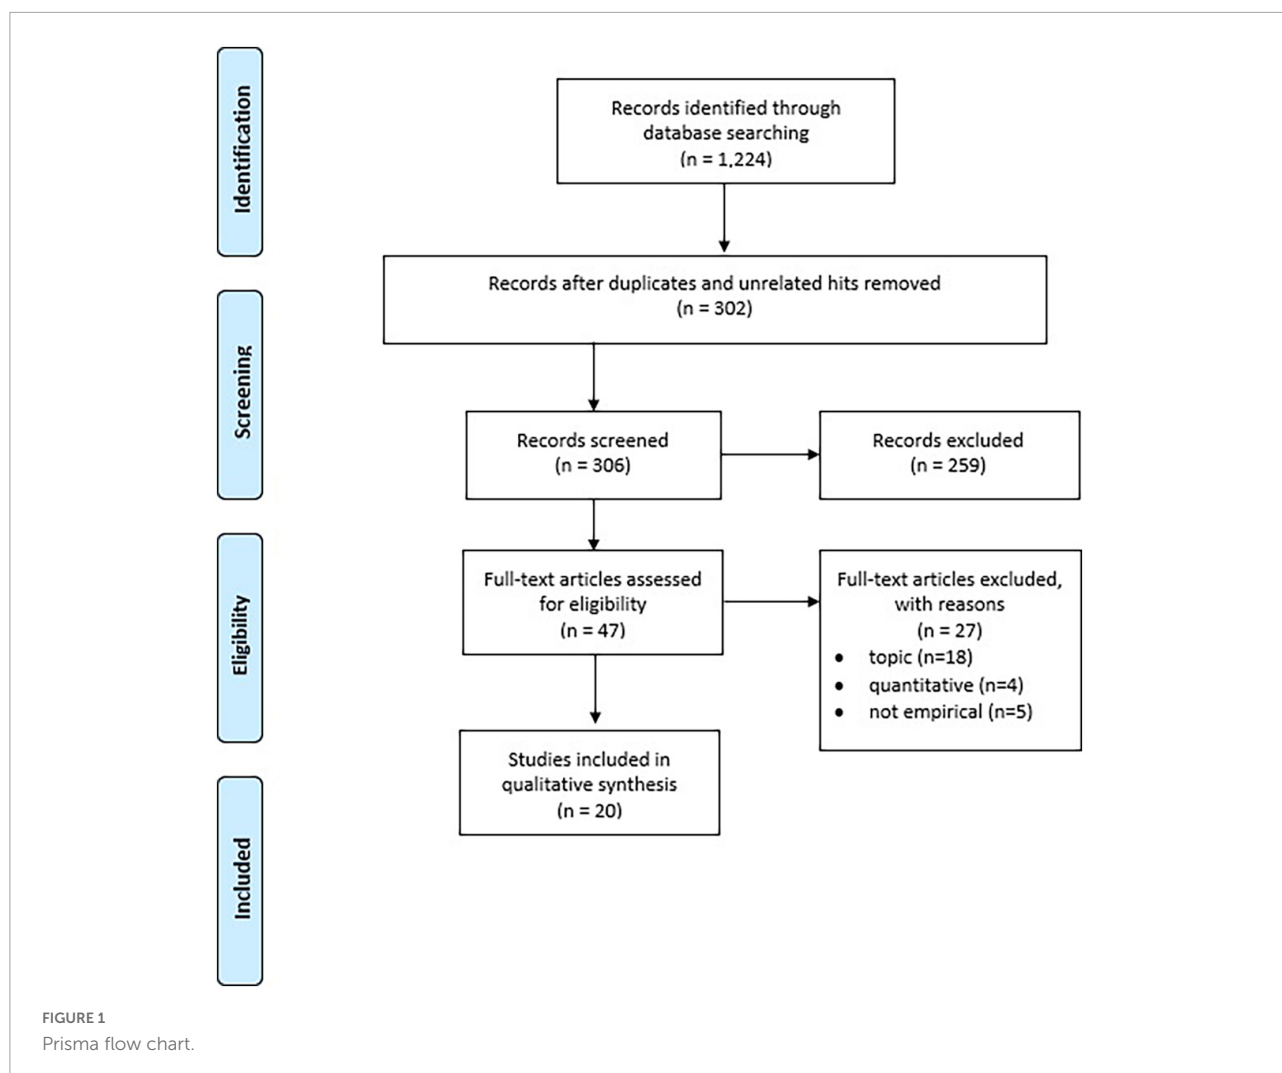 Identification
Records identified through
database searching
(n = 1,224)
Records after duplicates and unrelated hits removed
(n = 302)
Screening
Records screened
(n = 306)
Records excluded
(n = 259)
Eligibility
Full-text articles assessed
for eligibility
(n = 47)
Full-text articles excluded,
with reasons
(n = 27)
• topic (n=18)
• quantitative (n=4)
• not empirical (n=5)
Studies included in
qualitative synthesis
(n = 20)
Included
FIGURE 1
Prisma flow chart.